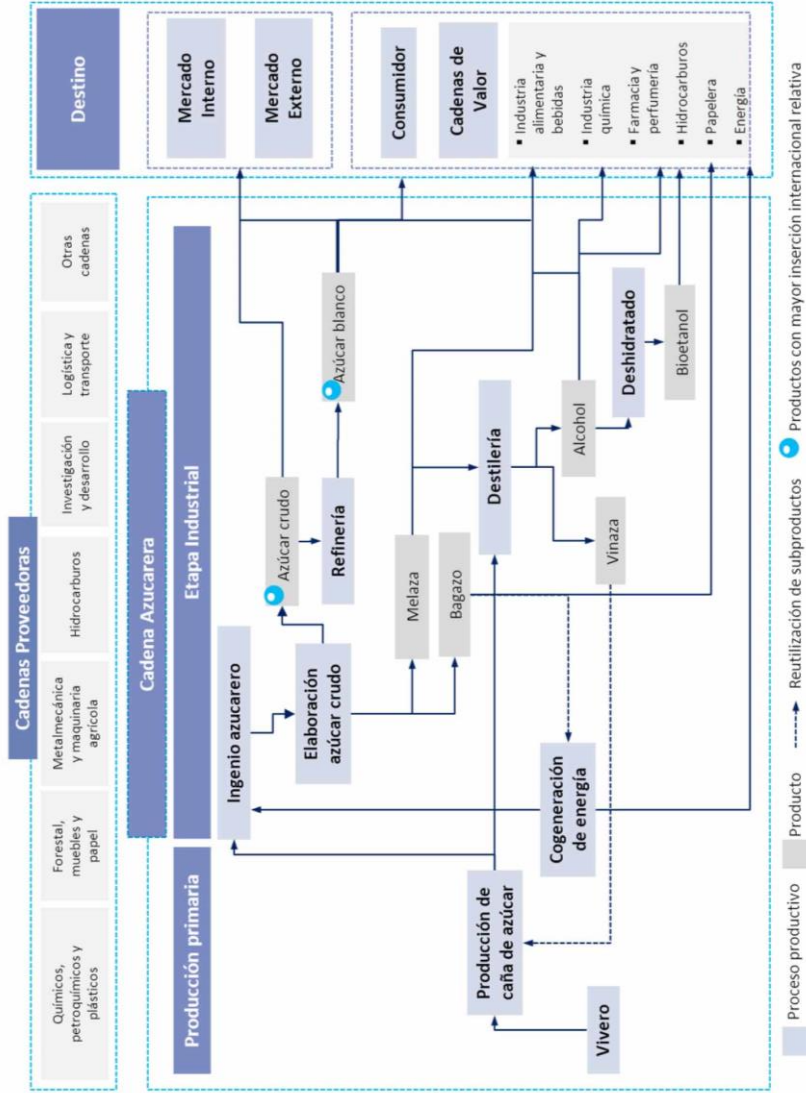 Cadenas Proveedoras
Químicos,
petroquímicos y
plásticos
Forestal,
muebles y
papel
Metalmecánica
y maquinaria
agrícola
Hidrocarburos
Investigación
y desarrollo
Logística y
transporte
Otras
cadenas
Destino
Mercado
Interno
Mercado
Externo
Consumidor
Cadenas de
Valor
▪ Industria
alimentaria y
bebidas
▪ Industria
química
▪ Farmacia y
perfumería
▪ Hidrocarburos
▪ Papelera
▪ Energía
Cadena Azucarera
Producción primaria
Etapa Industrial
Ingenio azucarero
Elaboración
azúcar crudo
Azúcar crudo
Refinería
Azúcar blanco
Melaza
Bagazo
Destilería
Alcohol
Deshidratado
Bioetanol
Vinaza
Cogeneración
de energía
Producción de
caña de azúcar
Vivero
Proceso productivo
Producto
Reutilización de subproductos
Productos con mayor inserción internacional relativa